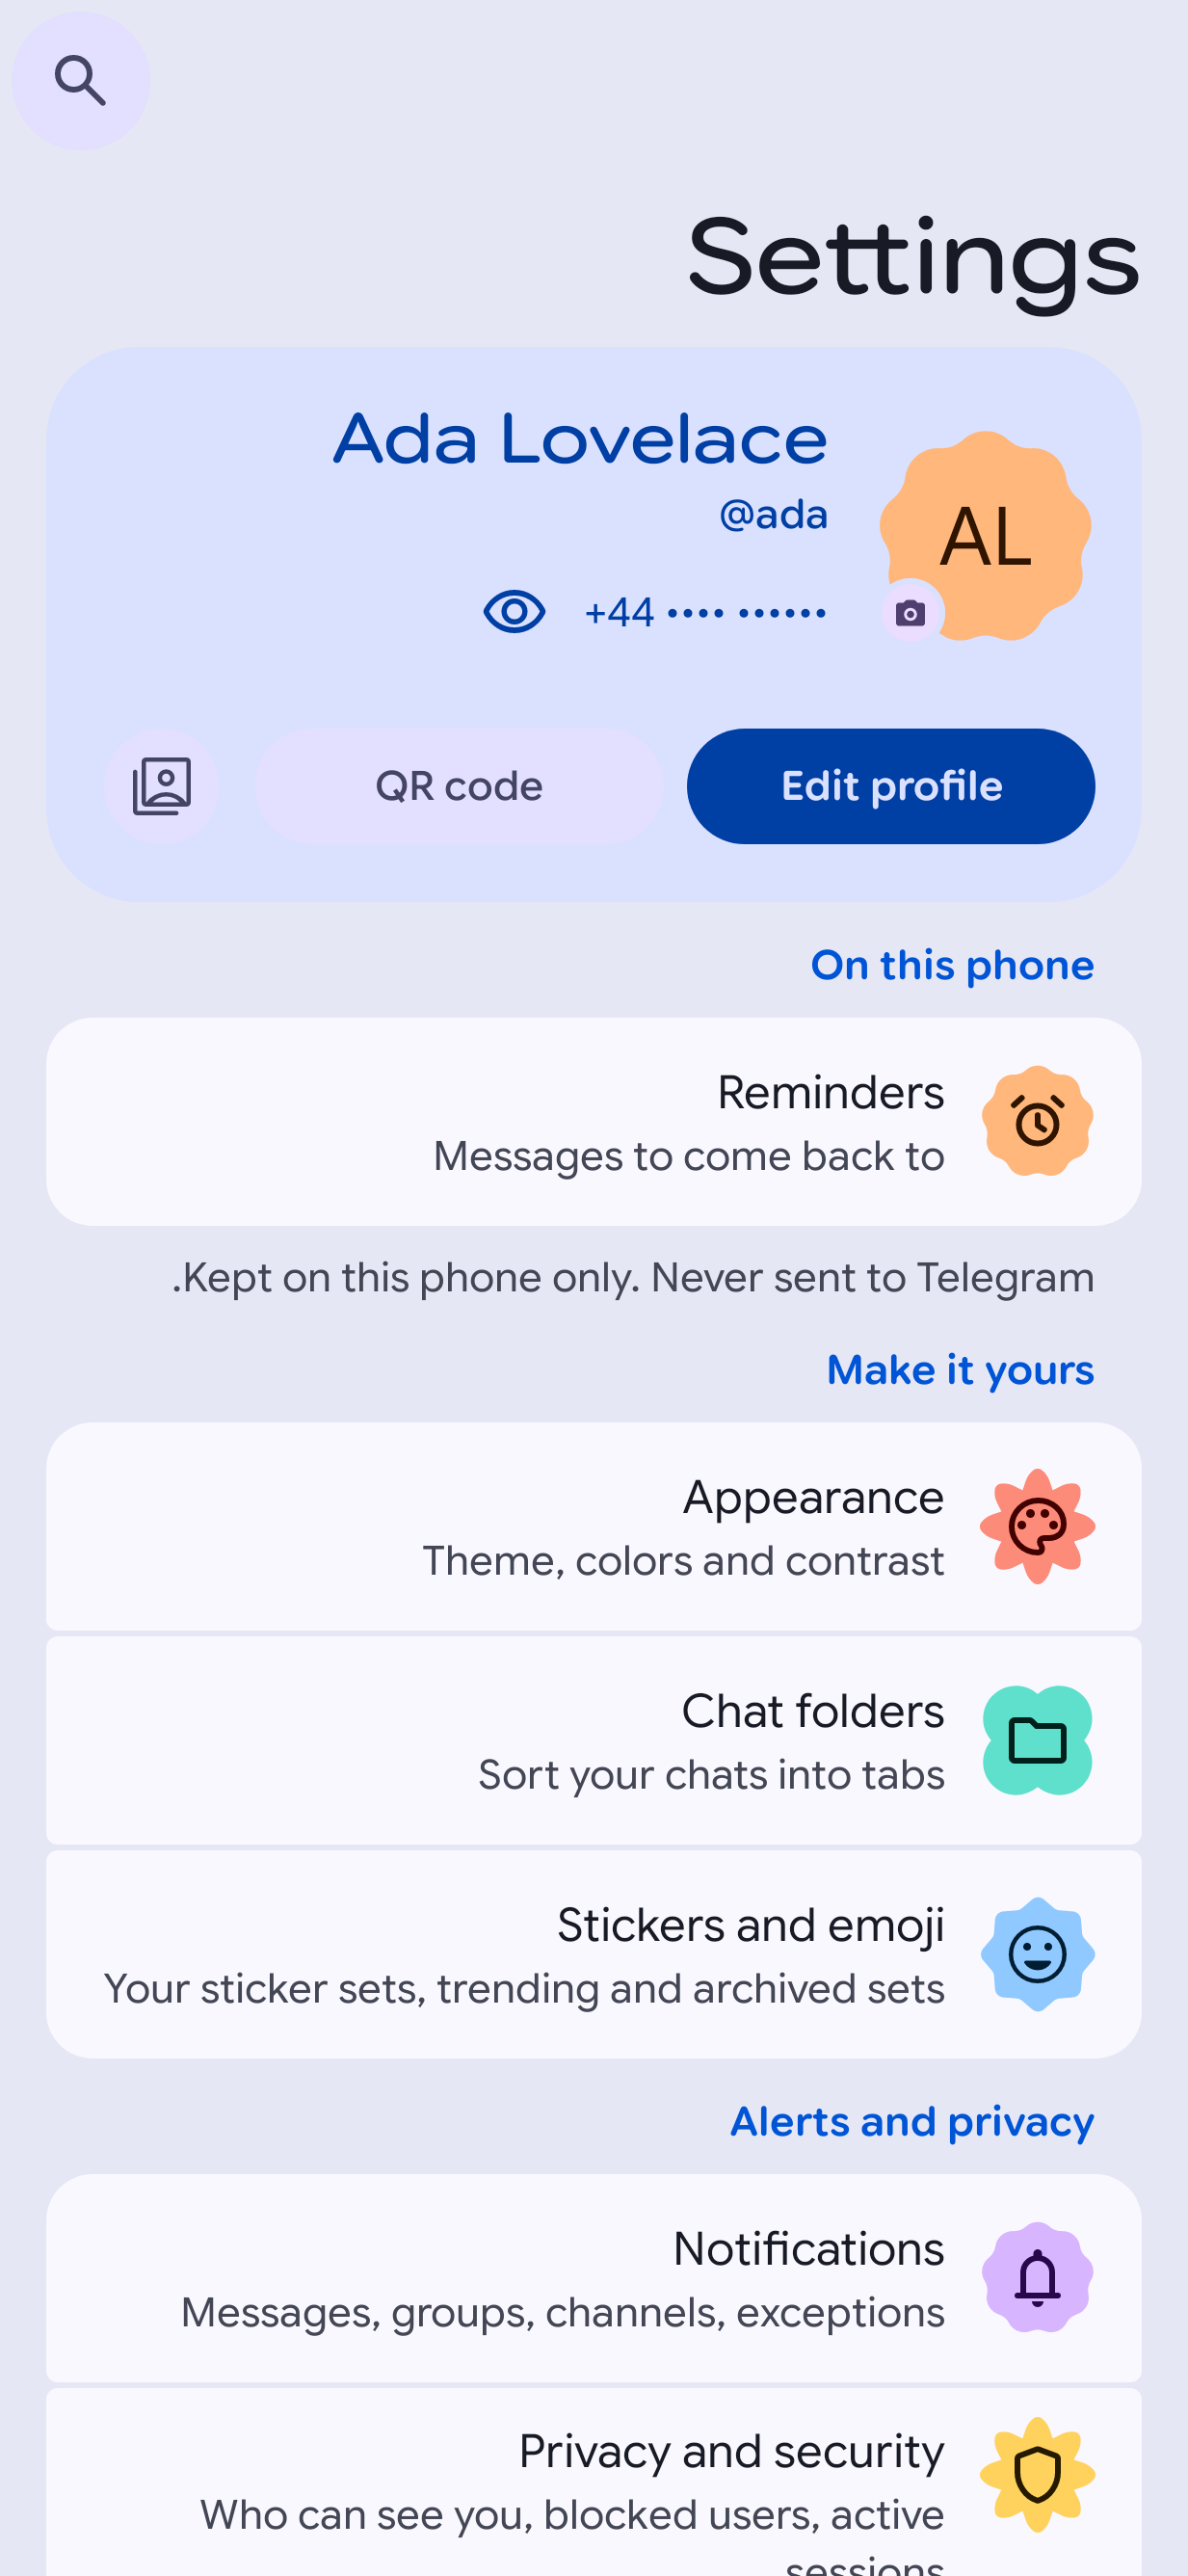 Settings
Ada Lovelace
@ada
AL
+44 •••• ••••••
Edit profile
QR code
On this phone
Reminders
Messages to come back to
.Kept on this phone only. Never sent to Telegram
Make it yours
Appearance
Theme, colors and contrast
Chat folders
Sort your chats into tabs
Stickers and emoji
Your sticker sets, trending and archived sets
Alerts and privacy
Notifications
Messages, groups, channels, exceptions
Privacy and security
Who can see you, blocked users, active
sessions